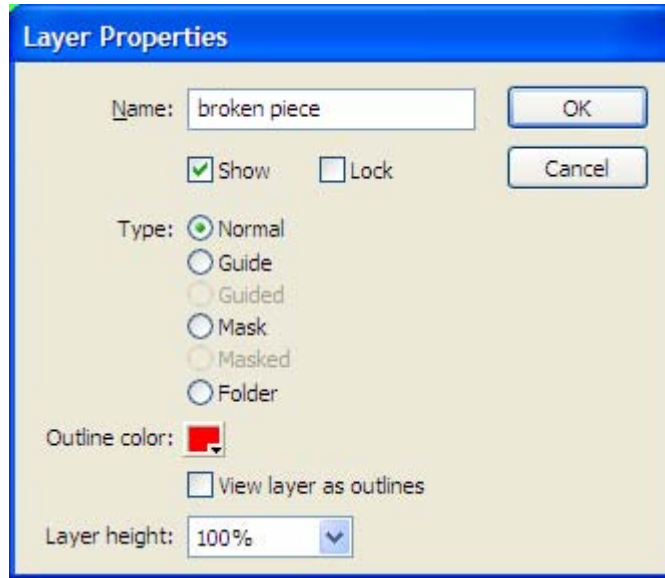 Layer Properties
Name: broken piece OK
Show Lock Cancel
Type: Normal
Guide
Guided
Mask
Masked
Folder
Outline color:
View layer as outlines
Layer height: 100%